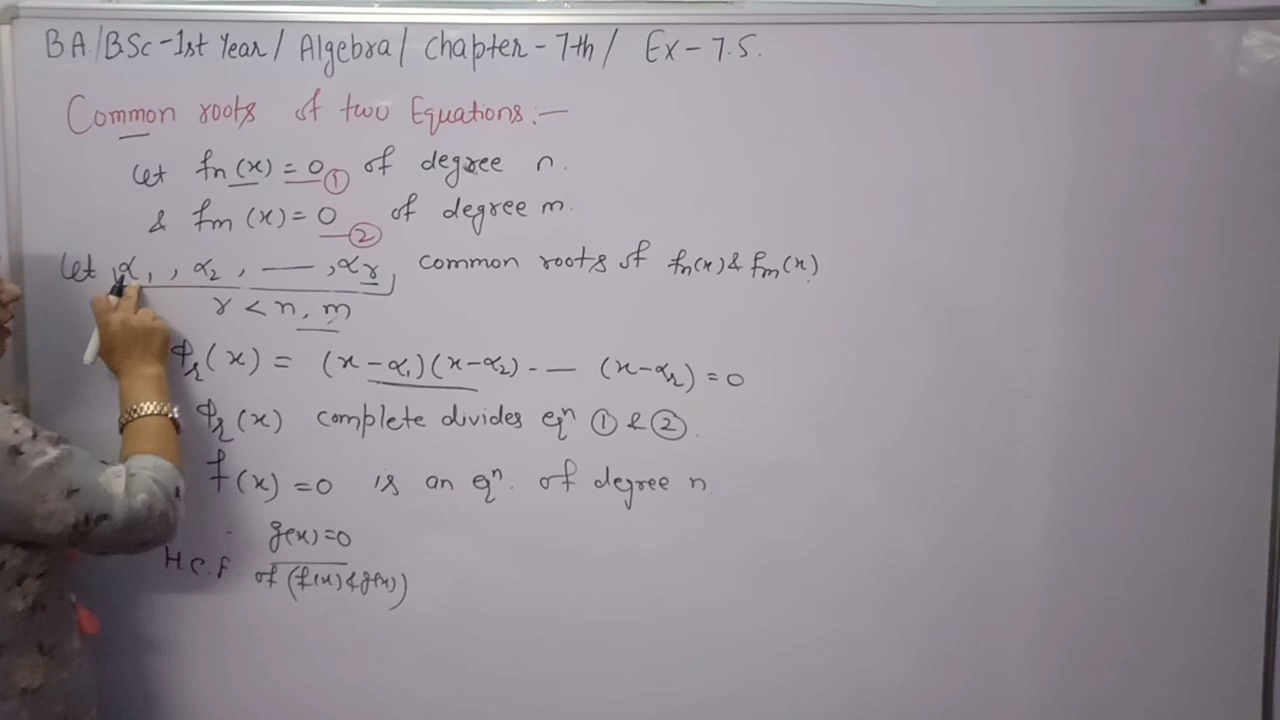 BA/BSc-1st Year/ Algebra/ Chapter-7th/ Ex-7.5.
Common roots of two Equations:—
Let fn(x) = 0 ① of degree n.
& fm(x) = 0 ② of degree m.
Let α1, α2, —, αr, common roots of fn(x) & fm(x)
r < n, m
ϕr(x) = (x-α1)(x-α2) -— (x-αr) = 0
ϕr(x) complete divides eqn ① & ②.
f(x) = 0 is an eqn. of degree n.
g(x)=0
H.C.F. of (f(x) & g(x))